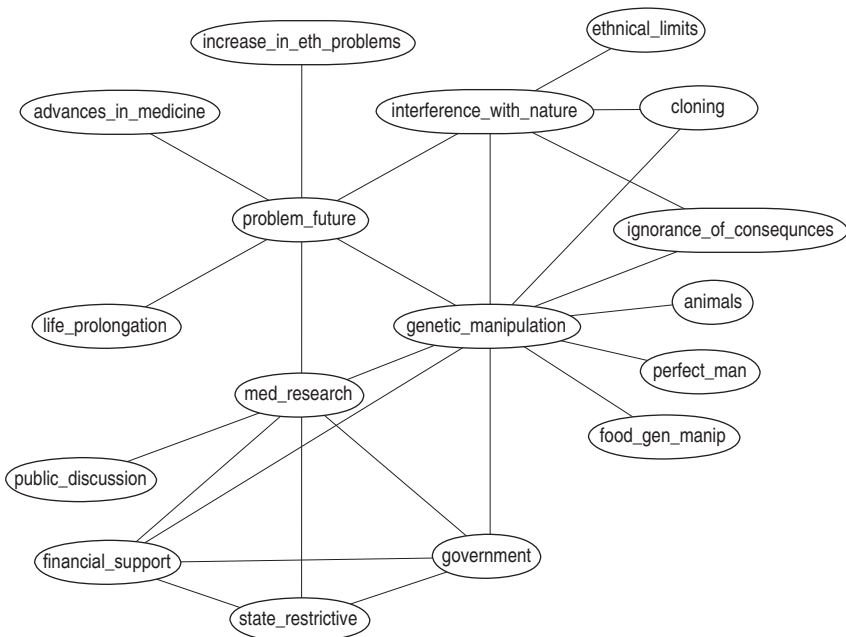 increase_in_eth_problems
ethnical_limits
advances_in_medicine
interference_with_nature
cloning
problem_future
ignorance_of_consequnces
life_prolongation
genetic_manipulation
animals
med_research
perfect_man
food_gen_manip
public_discussion
financial_support
government
state_restrictive